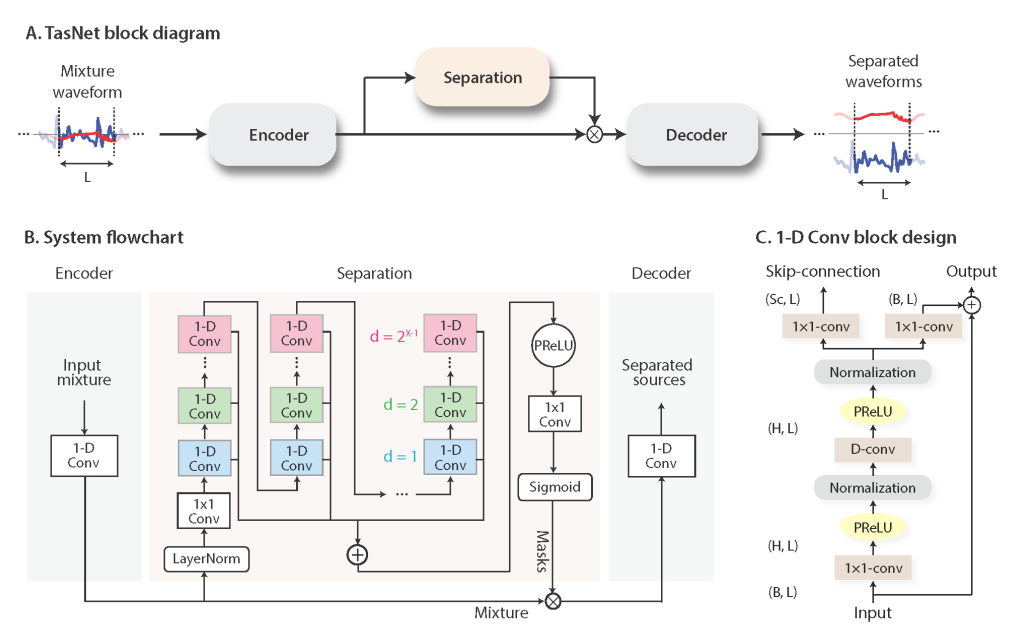 A. TasNet block diagram
Mixture
waveform
Separation
Separated
waveforms
...
...
Encoder
Decoder
...
...
L
L
B. System flowchart
C. 1-D Conv block design
Encoder
Separation
Decoder
Input
mixture
1-D
Conv
1-D
Conv
1-D
Conv
d = 2^X-1
1-D
Conv
...
...
...
1-D
Conv
1-D
Conv
d = 2
1-D
Conv
1-D
Conv
1-D
Conv
d = 1
1-D
Conv
...
1x1
Conv
LayerNorm
PReLU
1x1
Conv
Sigmoid
Masks
Mixture
Separated
sources
1-D
Conv
Skip-connection
Output
(Sc, L)
(B, L)
1×1-conv
1×1-conv
Normalization
PReLU
(H, L)
D-conv
Normalization
PReLU
(H, L)
1×1-conv
(B, L)
Input